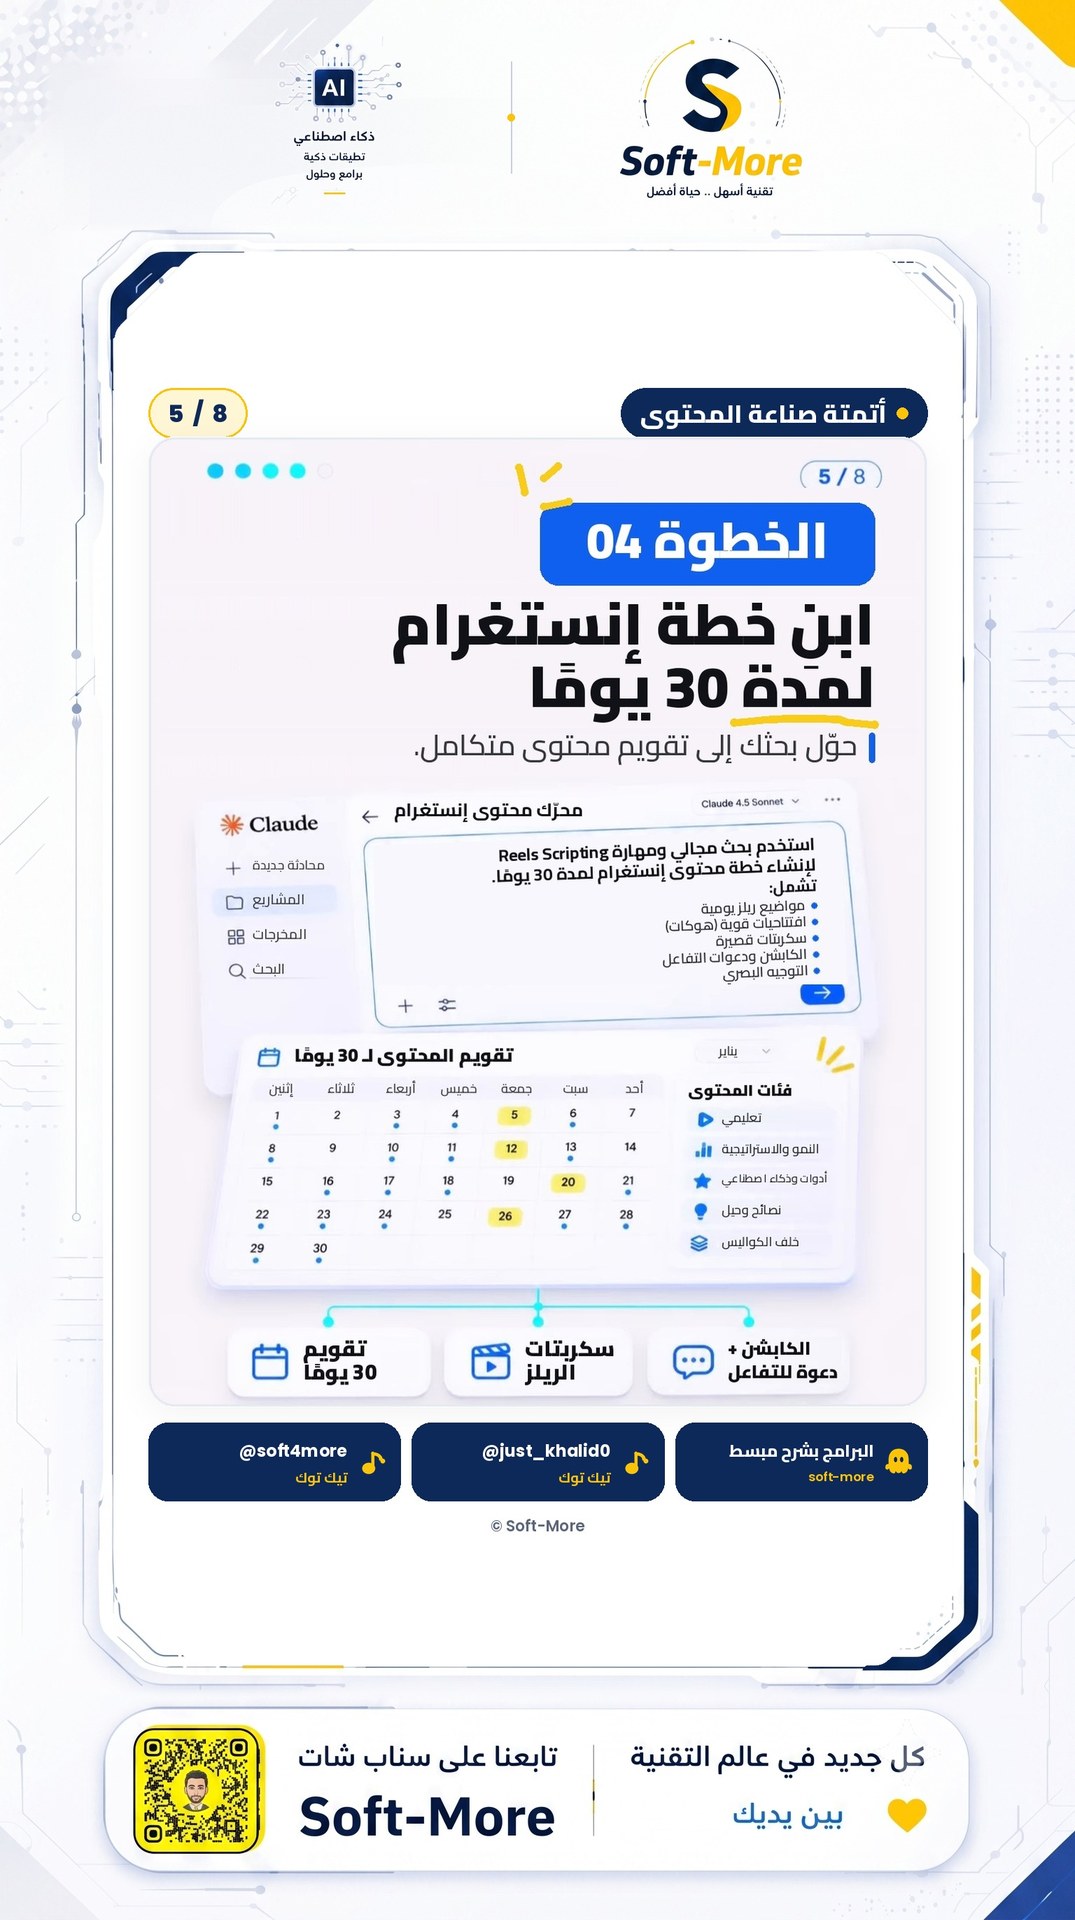 AI
ذكاء اصطناعي
تطبيقات ذكية
برامج وحلول
S
Soft-More
تقنية أسهل .. حياة أفضل
أتمتة صناعة المحتوى
5 / 8
5 / 8
الخطوة 04
ابنِ خطة إنستغرام
لمدة 30 يومًا
حوّل بحثك إلى تقويم محتوى متكامل.
Claude
محادثة جديدة
المشاريع
المخرجات
البحث
محرّك محتوى إنستغرام
Claude 4.5 Sonnet
استخدم بحث مجالي ومهارة Reels Scripting
لإنشاء خطة محتوى إنستغرام لمدة 30 يومًا.
تشمل:
مواضيع ريلز يومية
افتتاحيات قوية (هوكات)
سكربتات قصيرة
الكابشن ودعوات التفاعل
التوجيه البصري
تقويم المحتوى لـ 30 يومًا
يناير
إثنين ثلاثاء أربعاء خميس جمعة سبت أحد
1 2 3 4 5 6 7
8 9 10 11 12 13 14
15 16 17 18 19 20 21
22 23 24 25 26 27 28
29 30
فئات المحتوى
تعليمي
النمو والاستراتيجية
أدوات وذكاء اصطناعي
نصائح وحيل
خلف الكواليس
الكابشن +
دعوة للتفاعل
سكربتات
الريلز
تقويم
30 يومًا
البرامج بشرح مبسط
soft-more
@just_khalid0
تيك توك
@soft4more
تيك توك
© Soft-More
كل جديد في عالم التقنية
بين يديك
تابعنا على سناب شات
Soft-More